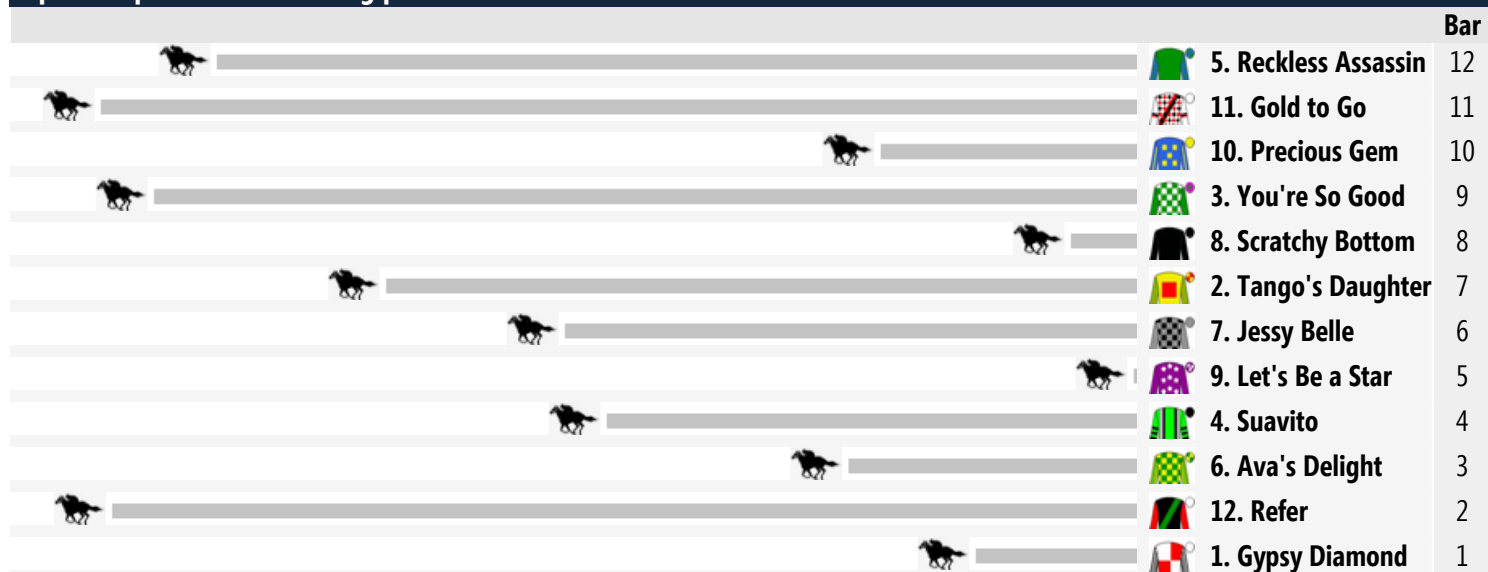 Bar
5. Reckless Assassin 12
11. Gold to Go 11
10. Precious Gem 10
3. You're So Good 9
8. Scratchy Bottom 8
2. Tango's Daughter 7
7. Jessy Belle 6
9. Let's Be a Star 5
4. Suavito 4
6. Ava's Delight 3
12. Refer 2
1. Gypsy Diamond 1